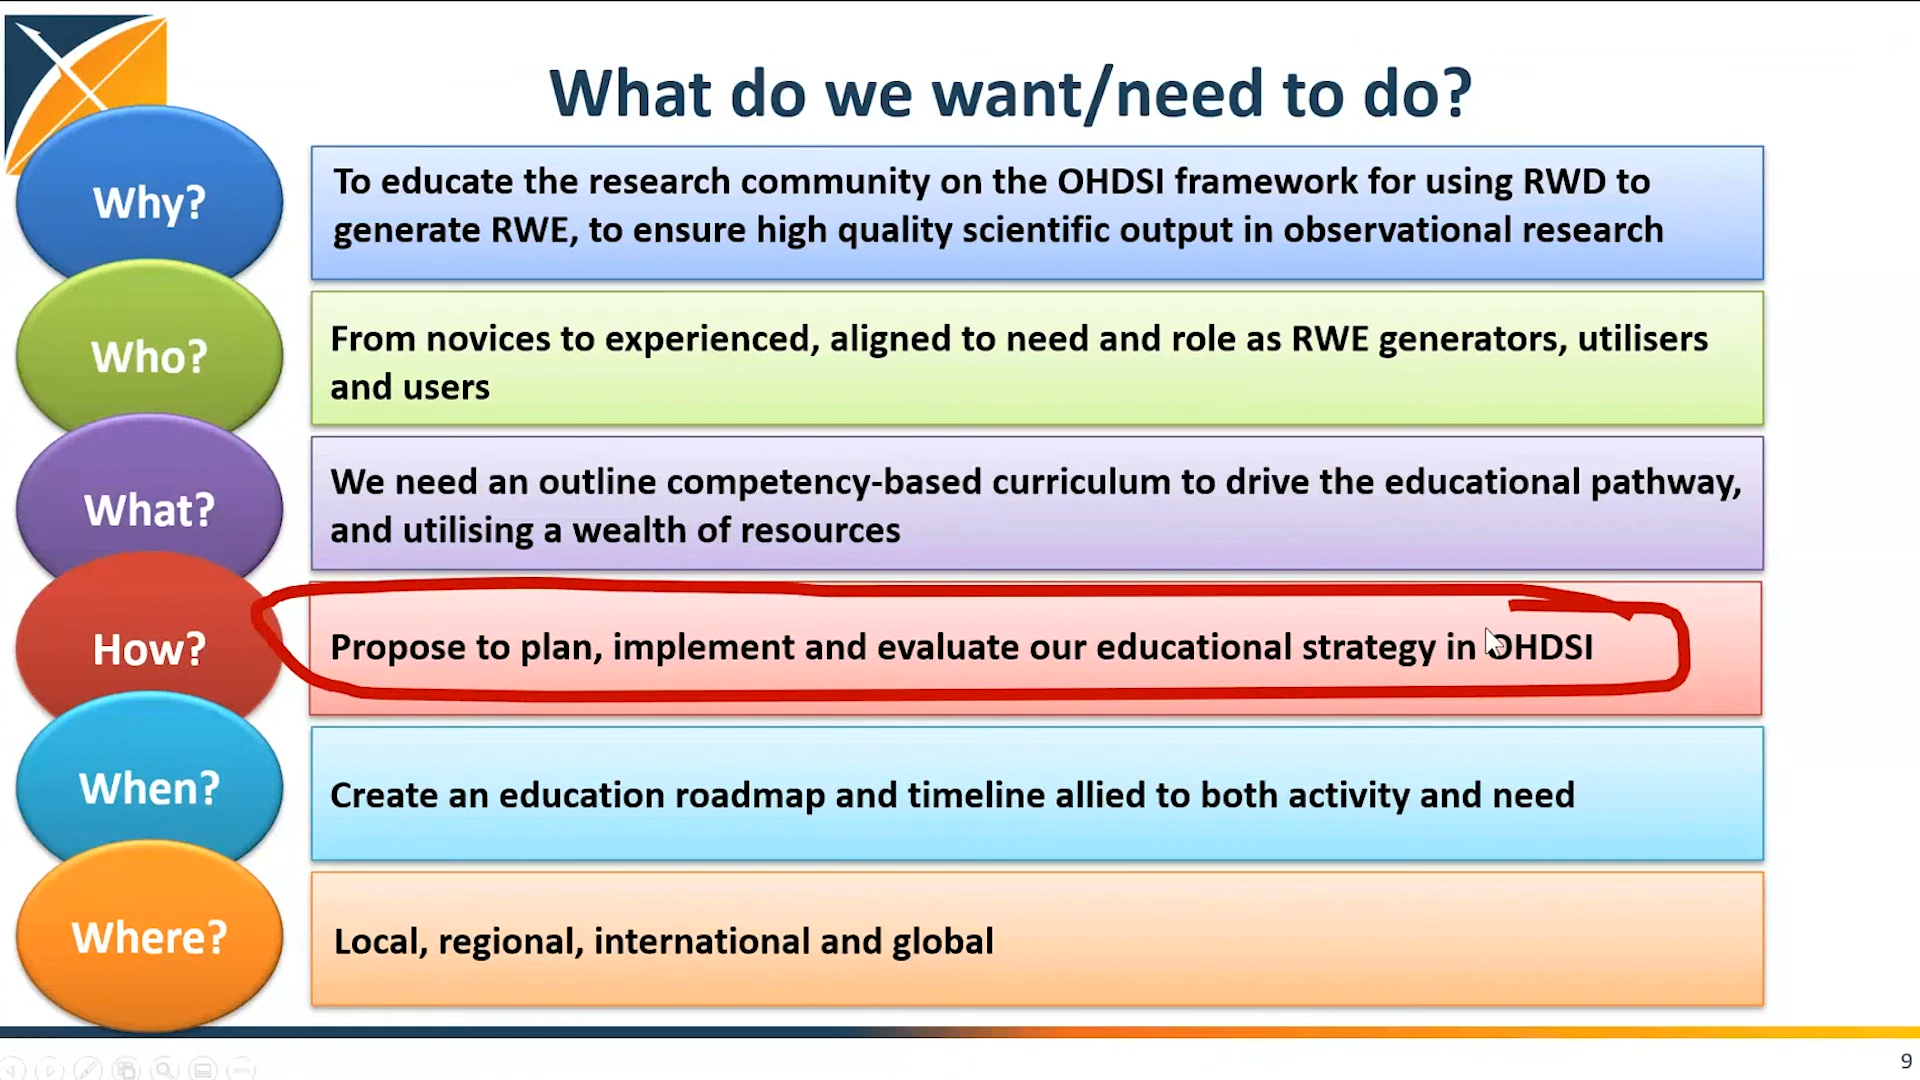 What do we want/need to do?
Why?
To educate the research community on the OHDSI framework for using RWD to
generate RWE, to ensure high quality scientific output in observational research
Who?
From novices to experienced, aligned to need and role as RWE generators, utilisers
and users
What?
We need an outline competency-based curriculum to drive the educational pathway,
and utilising a wealth of resources
How?
Propose to plan, implement and evaluate our educational strategy in OHDSI
When?
Create an education roadmap and timeline allied to both activity and need
Where?
Local, regional, international and global
9